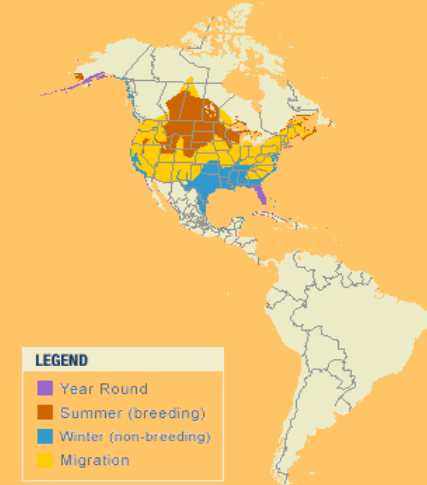 LEGEND
Year Round
Summer (breeding)
Winter (non-breeding)
Migration